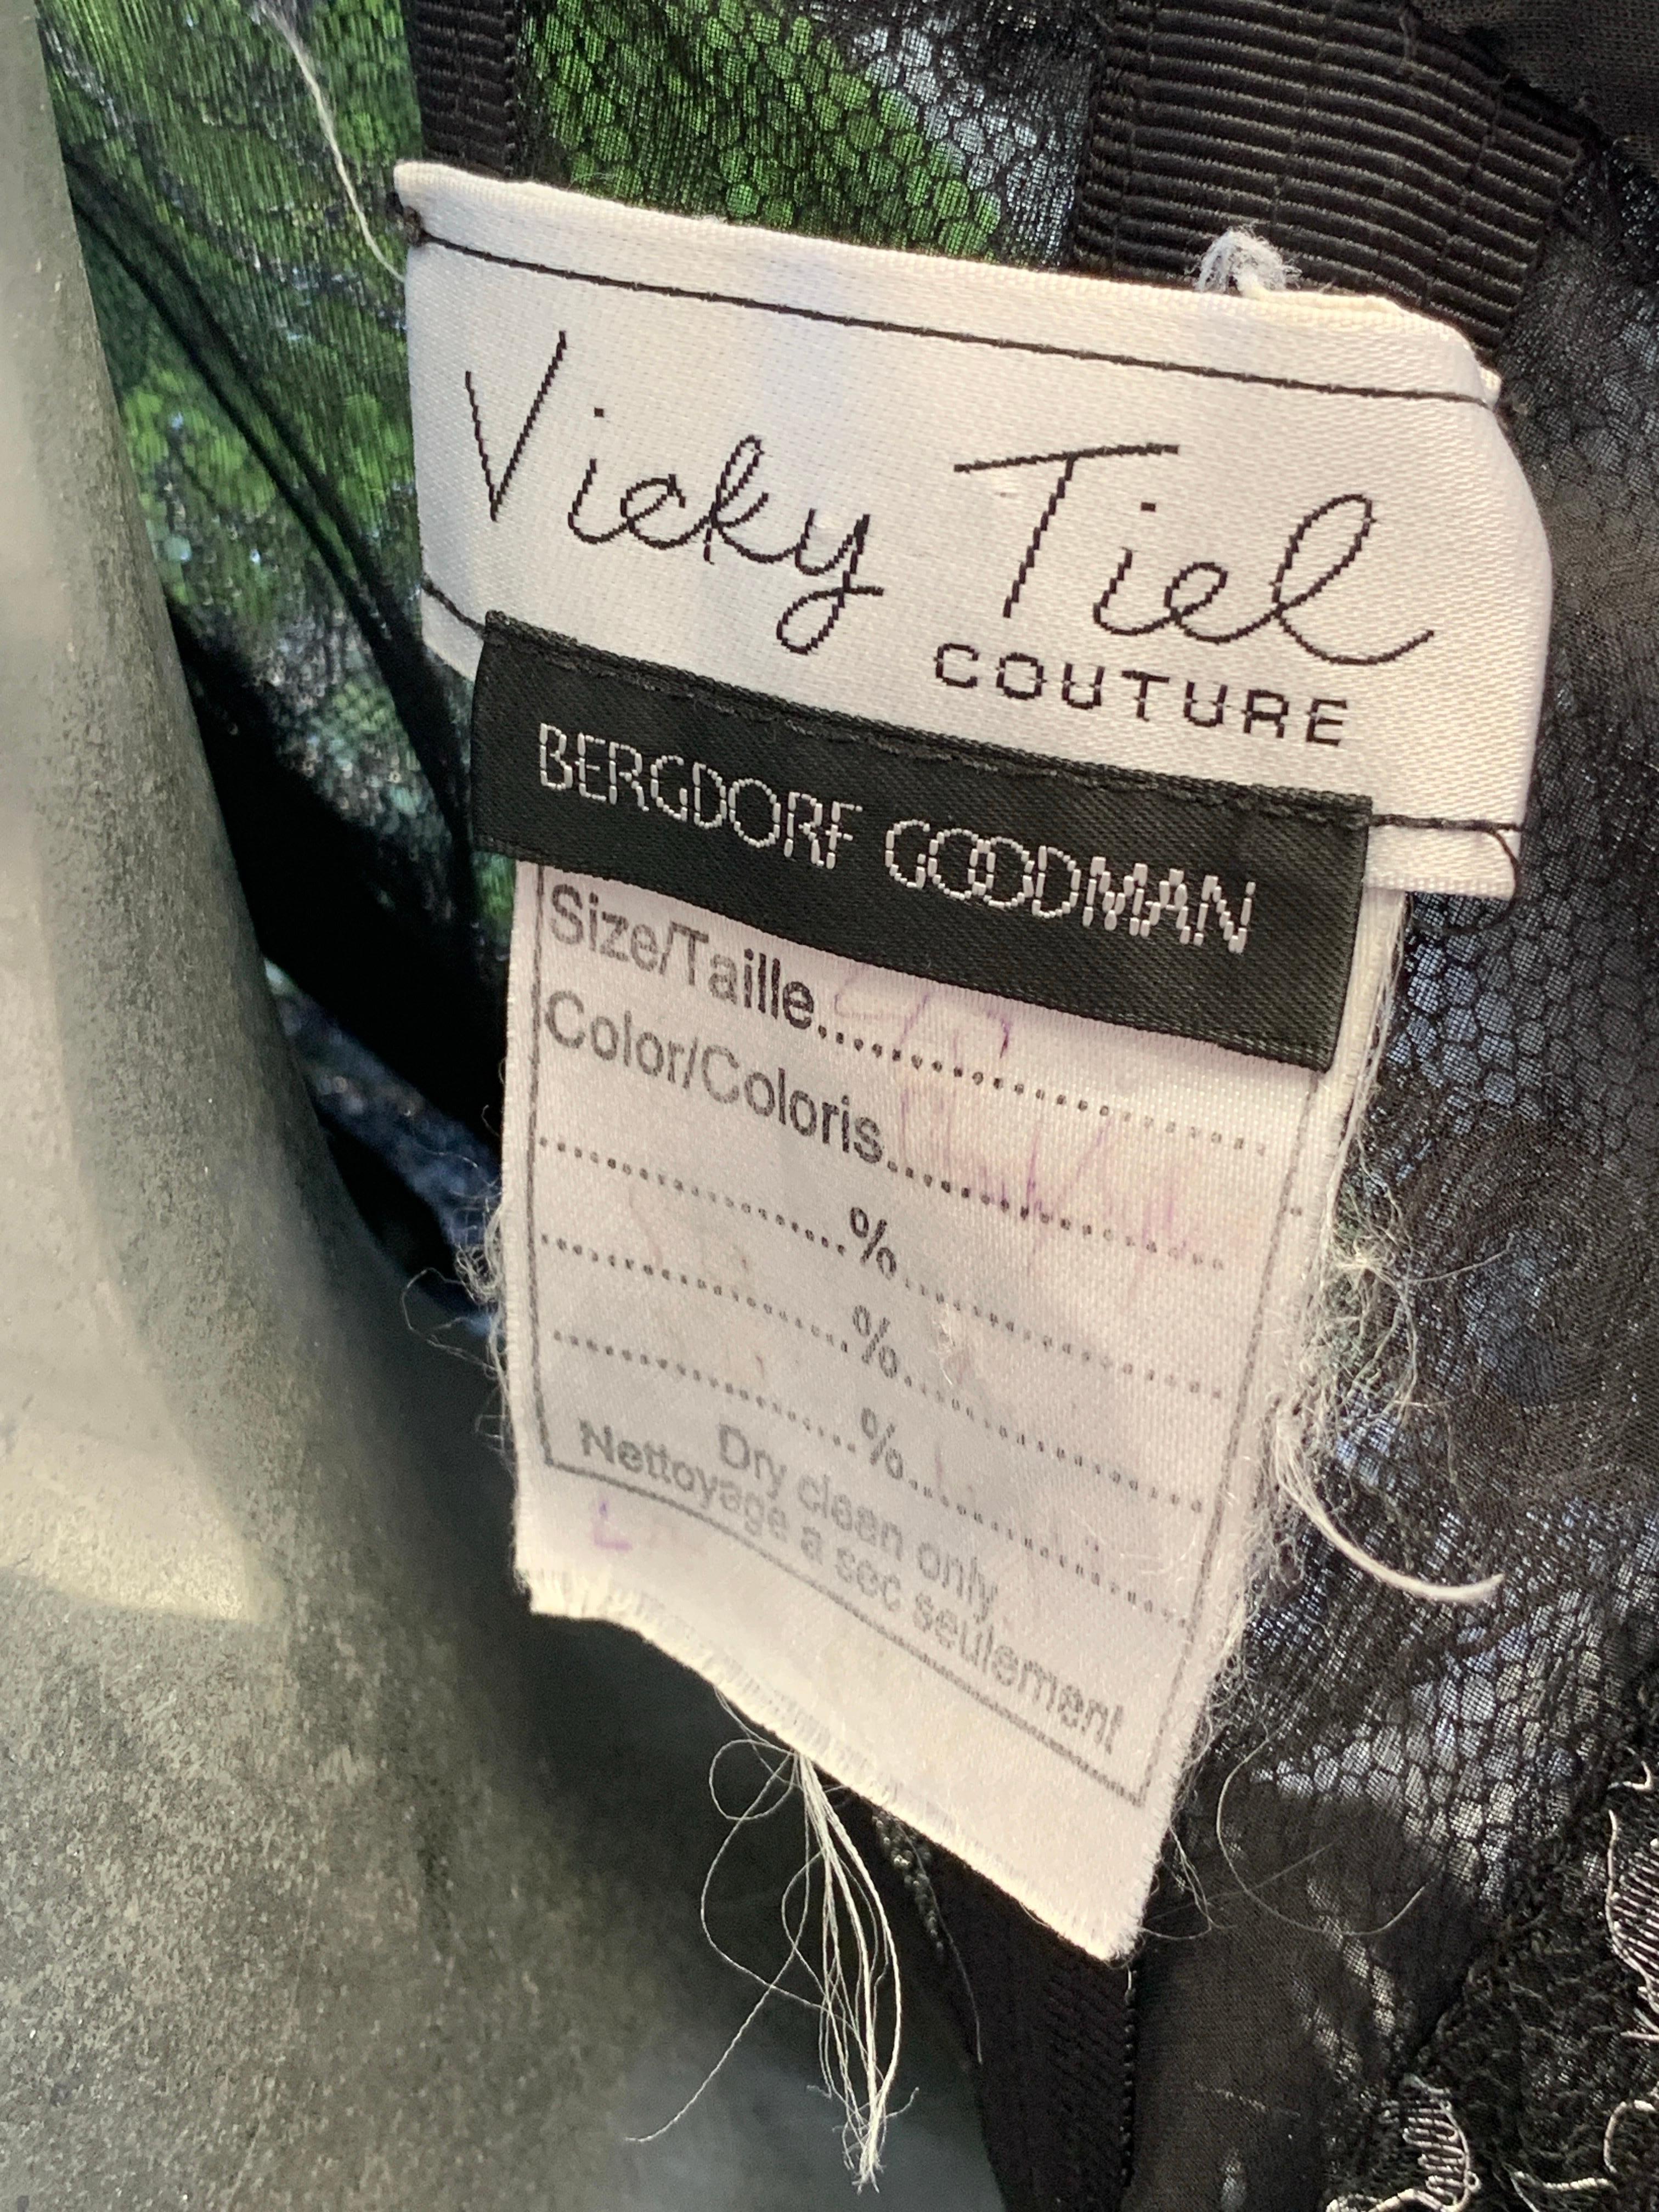 Vicky Tiel
COUTURE
BERGDORF GOODMAN
Size/Taille..............................
Color/Coloris..............................
....................%..............................
....................%..............................
....................%..............................
Dry clean only
Nettoyage a sec seulement